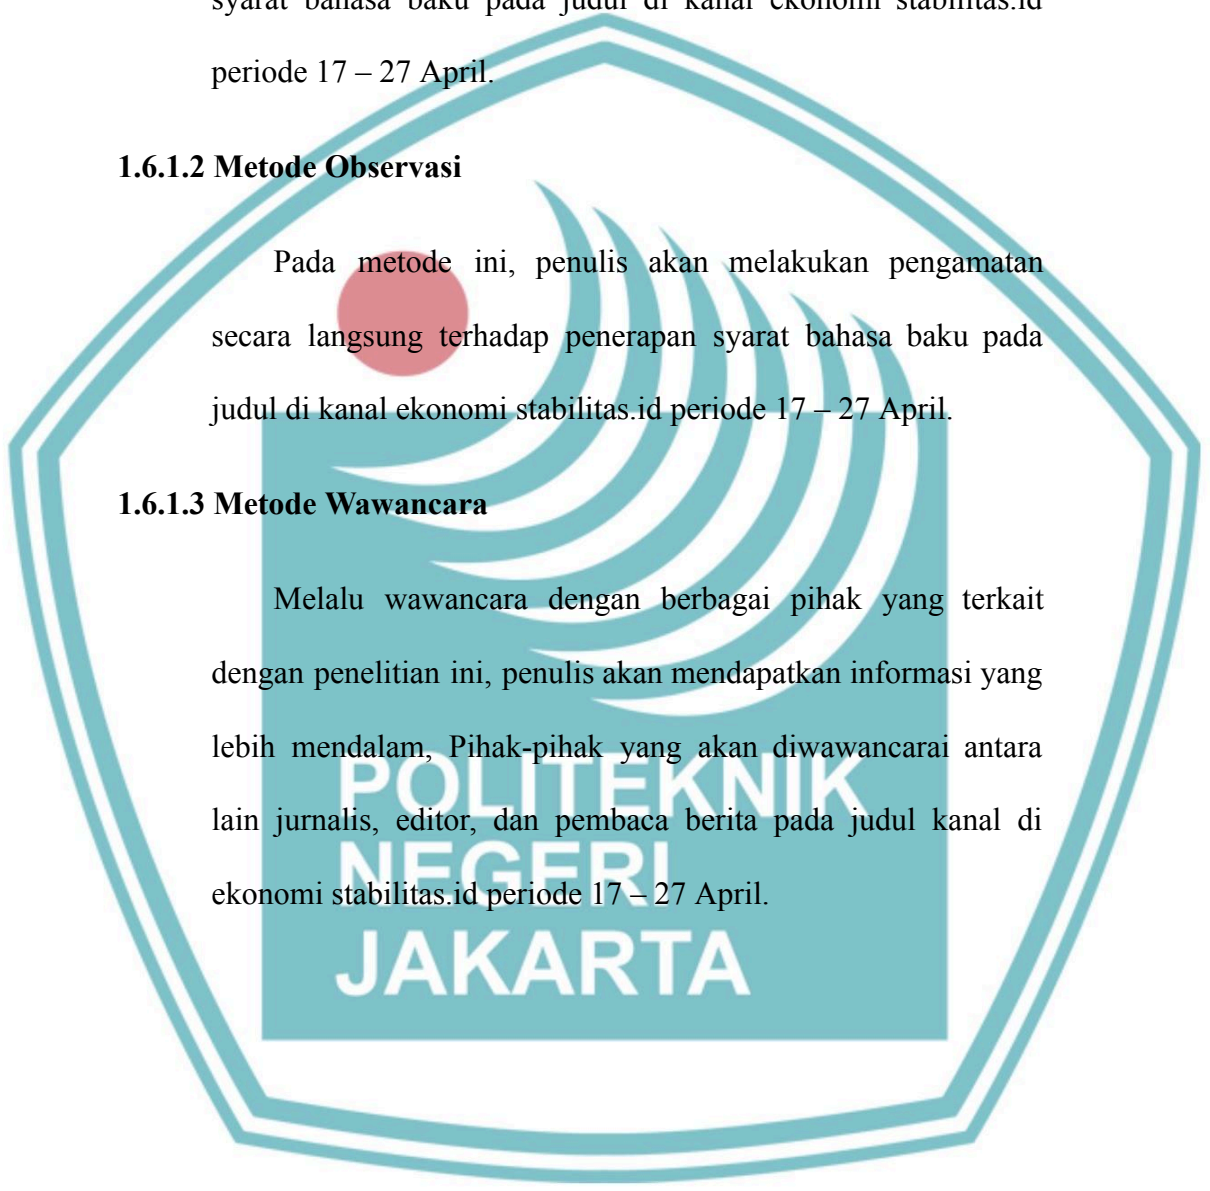 syarat bahasa baku pada judul di kanal ekonomi stabilitas.id
periode 17 – 27 April.
1.6.1.2 Metode Observasi
Pada metode ini, penulis akan melakukan pengamatan
secara langsung terhadap penerapan syarat bahasa baku pada
judul di kanal ekonomi stabilitas.id periode 17 – 27 April.
1.6.1.3 Metode Wawancara
Melalu wawancara dengan berbagai pihak yang terkait
dengan penelitian ini, penulis akan mendapatkan informasi yang
lebih mendalam, Pihak-pihak yang akan diwawancarai antara
lain jurnalis, editor, dan pembaca berita pada judul kanal di
ekonomi stabilitas.id periode 17 – 27 April.
POLITEKNIK
NEGERI
JAKARTA